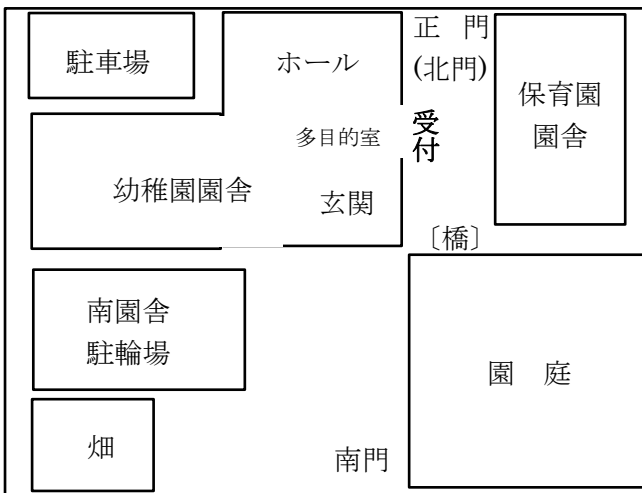 駐車場
ホール
正　門
(北門)
保育園
園舎
多目的室
受付
幼稚園園舎
玄関
〔橋〕
南園舎
駐輪場
園　庭
畑
南門